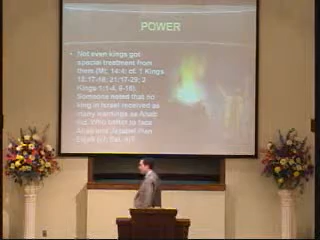 POWER
• Not even kings got
special treatment from
them (Mt. 14:4; cf. 1 Kings
18:17-19; 21:17-29; 2
Kings 1:1-4, 9-16).
Someone noted that no
king in Israel received as
many warnings as Ahab
did. Who better to face
Ahab and Jezebel than